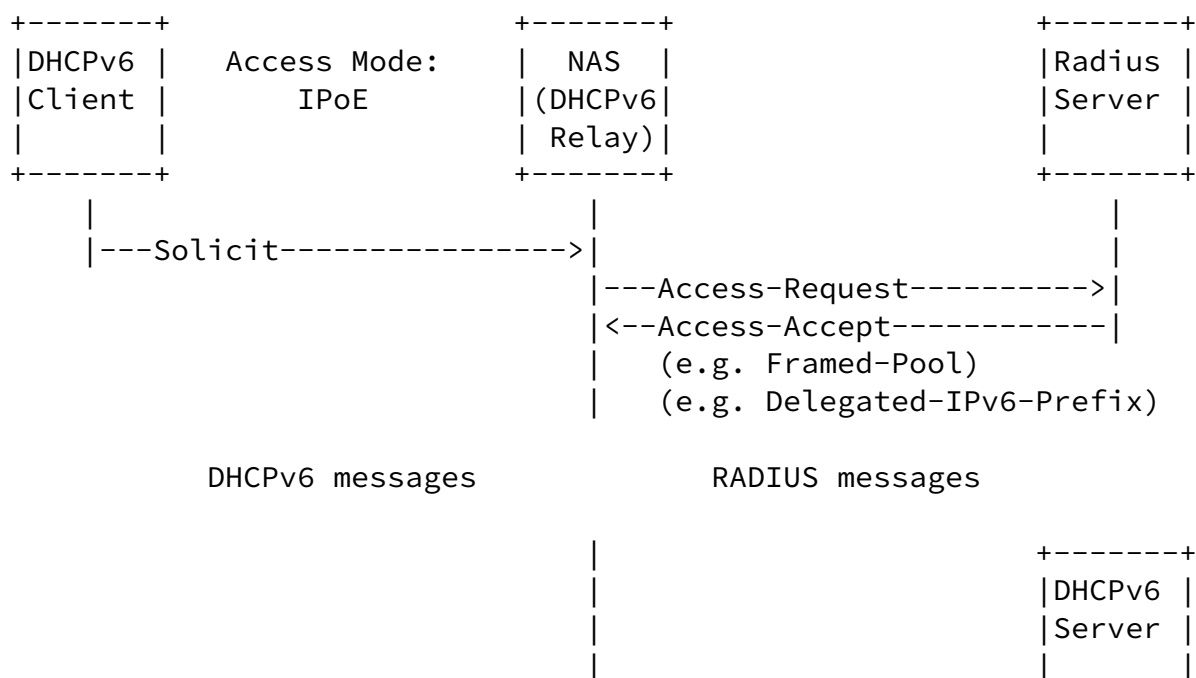 +-------+                +-------+                 +-------+
|DHCPv6 |   Access Mode:  |  NAS  |                 |Radius |
|Client |      IPoE       |(DHCPv6|                 |Server |
|       |                 | Relay)|                 |       |
+-------+                +-------+                 +-------+
|                         |                         |
|---Solicit---------------->|                         |
|---Access-Request---------->|
|<--Access-Accept------------|
|   (e.g. Framed-Pool)
|   (e.g. Delegated-IPv6-Prefix)
DHCPv6 messages            RADIUS messages
|                     +-------+
|                     |DHCPv6 |
|                     |Server |
|                     |       |